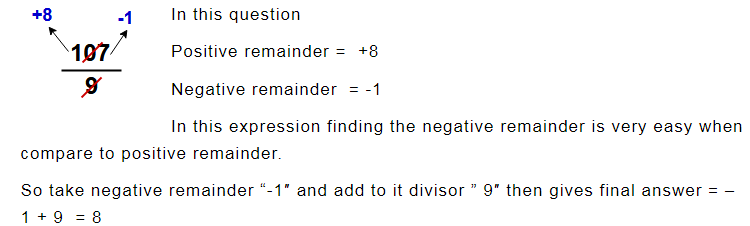 +8 -1 In this question
107 Positive remainder = +8
9 Negative remainder = -1
In this expression finding the negative remainder is very easy when
compare to positive remainder.
So take negative remainder “-1″ and add to it divisor ” 9″ then gives final answer = –
1 + 9 = 8